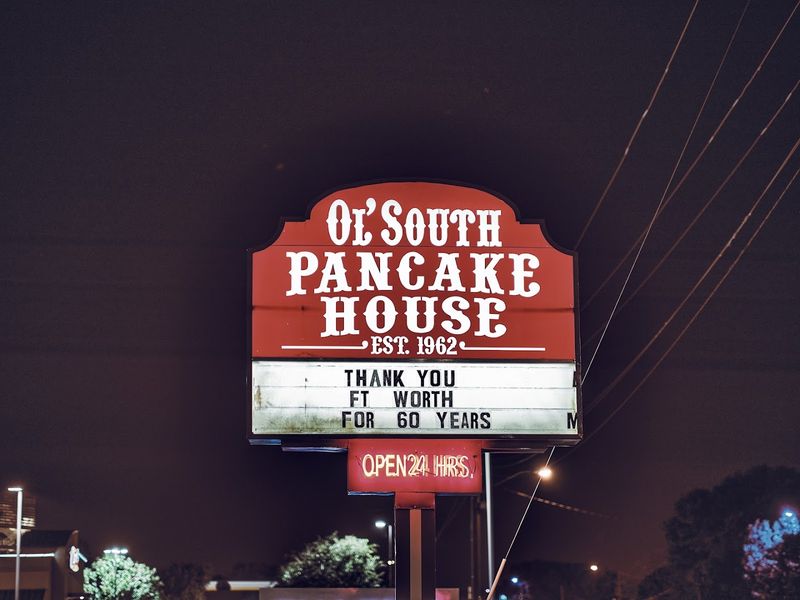 Ol' South
PANCAKE
HOUSE
EST. 1962
THANK YOU
FT WORTH
FOR 60 YEARS
M
OPEN 24 HRS.